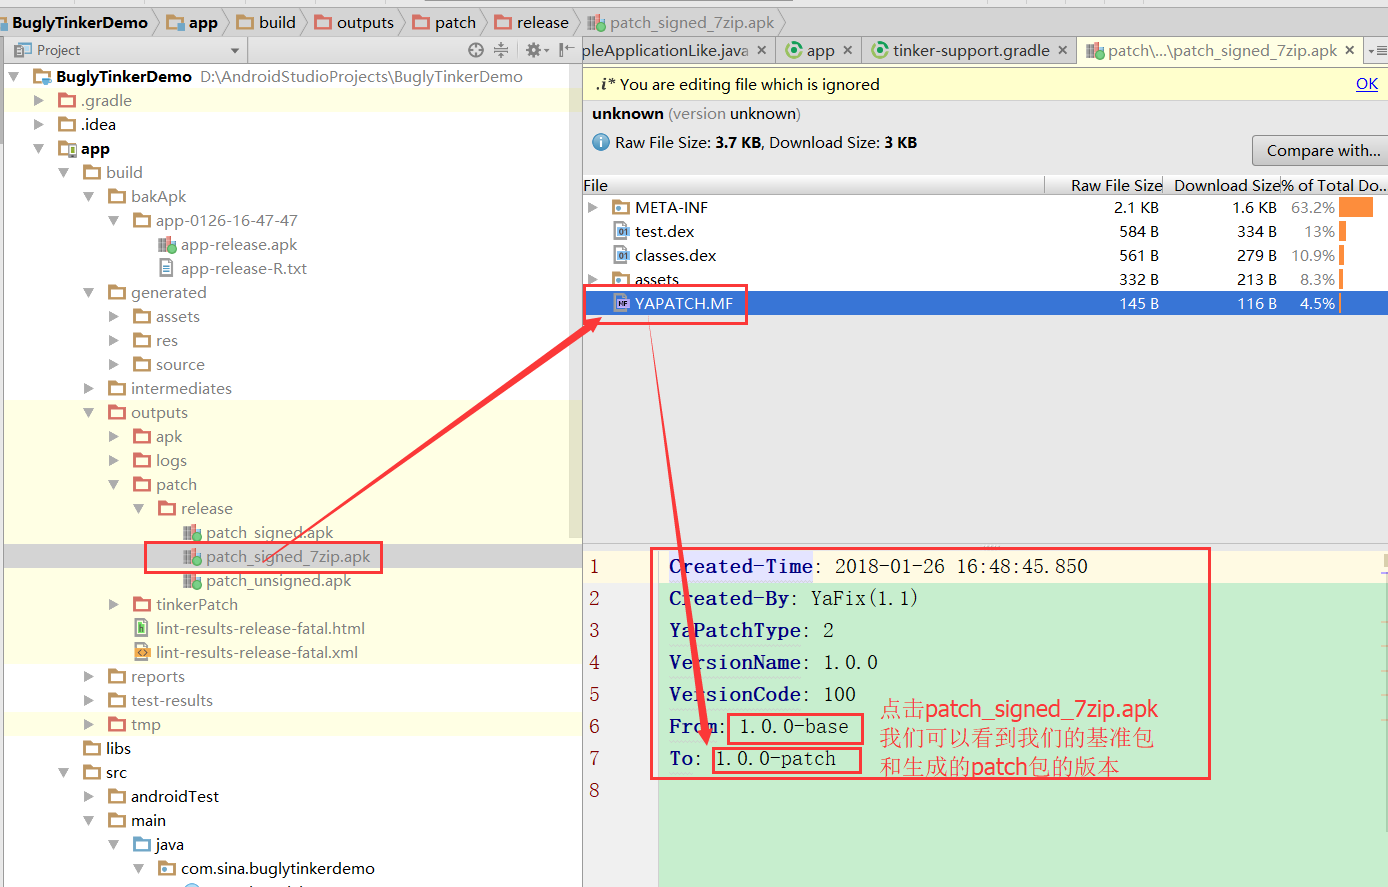 BuglyTinkerDemo app build outputs patch release patch_signed_7zip.apk
Project
pleApplicationLike.java app tinker-support.gradle patch\...\patch_signed_7zip.apk
BuglyTinkerDemo D:\AndroidStudioProjects\BuglyTinkerDemo
.gradle
.idea
app
build
bakApk
app-0126-16-47-47
app-release.apk
app-release-R.txt
generated
assets
res
source
intermediates
outputs
apk
logs
patch
release
patch_signed.apk
patch_signed_7zip.apk
patch_unsigned.apk
tinkerPatch
lint-results-release-fatal.html
lint-results-release-fatal.xml
reports
test-results
tmp
libs
src
androidTest
main
java
com.sina.buglytinkerdemo
.i* You are editing file which is ignored OK
unknown (version unknown)
Raw File Size: 3.7 KB, Download Size: 3 KB
Compare with...
File Raw File Size Download Size % of Total Do...
META-INF 2.1 KB 1.6 KB 63.2%
test.dex 584 B 334 B 13%
classes.dex 561 B 279 B 10.9%
assets 332 B 213 B 8.3%
YAPATCH.MF 145 B 116 B 4.5%
1 Created-Time: 2018-01-26 16:48:45.850
2 Created-By: YaFix(1.1)
3 YaPatchType: 2
4 VersionName: 1.0.0
5 VersionCode: 100
6 From: 1.0.0-base
7 To: 1.0.0-patch
8
点击patch_signed_7zip.apk
我们可以看到我们的基准包
和生成的patch包的版本